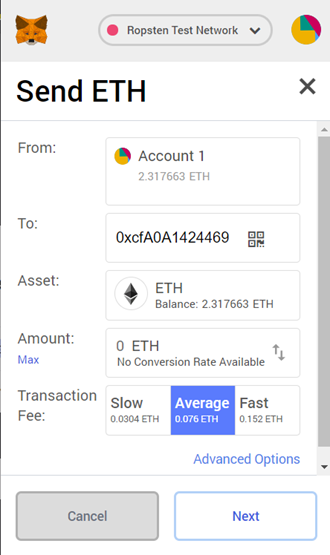 Ropsten Test Network
Send ETH
From:
Account 1
2.317663 ETH
To:
0xcfA0A1424469
Asset:
ETH
Balance: 2.317663 ETH
Amount:
Max
0 ETH
No Conversion Rate Available
Transaction
Fee:
Slow
0.0304 ETH
Average
0.076 ETH
Fast
0.152 ETH
Advanced Options
Cancel
Next